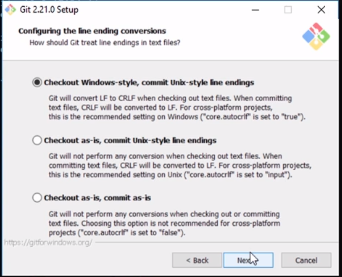 Git 2.21.0 Setup
Configuring the line ending conversions
How should Git treat line endings in text files?
Checkout Windows-style, commit Unix-style line endings
Git will convert LF to CRLF when checking out text files. When committing
text files, CRLF will be converted to LF. For cross-platform projects,
this is the recommended setting on Windows ("core.autocrlf" is set to "true").
Checkout as-is, commit Unix-style line endings
Git will not perform any conversion when checking out text files. When
committing text files, CRLF will be converted to LF. For cross-platform projects,
this is the recommended setting on Unix ("core.autocrlf" is set to "input").
Checkout as-is, commit as-is
Git will not perform any conversions when checking out or committing
text files. Choosing this option is not recommended for cross-platform
projects ("core.autocrlf" is set to "false").
https://gitforwindows.org/
< Back
Next
Cancel